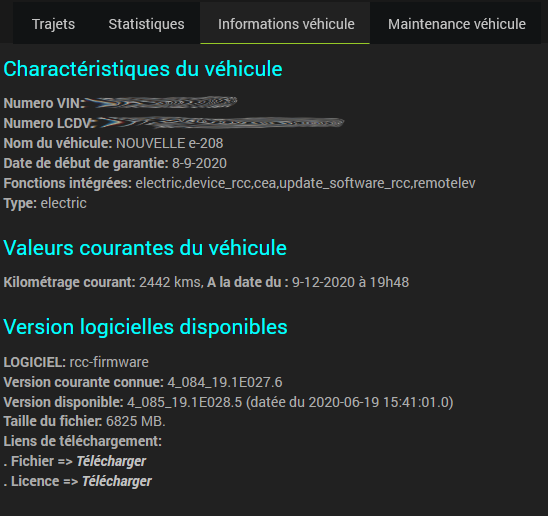 Trajets Statistiques Informations véhicule Maintenance véhicule
Charactéristiques du véhicule
Numero VIN:
Numero LCDV:
Nom du véhicule: NOUVELLE e-208
Date de début de garantie: 8-9-2020
Fonctions intégrées: electric,device_rcc,cea,update_software_rcc,remotelev
Type: electric
Valeurs courantes du véhicule
Kilométrage courant: 2442 kms, A la date du : 9-12-2020 à 19h48
Version logicielles disponibles
LOGICIEL: rcc-firmware
Version courante connue: 4_084_19.1E027.6
Version disponible: 4_085_19.1E028.5 (datée du 2020-06-19 15:41:01.0)
Taille du fichier: 6825 MB.
Liens de téléchargement:
. Fichier => Télécharger
. Licence => Télécharger